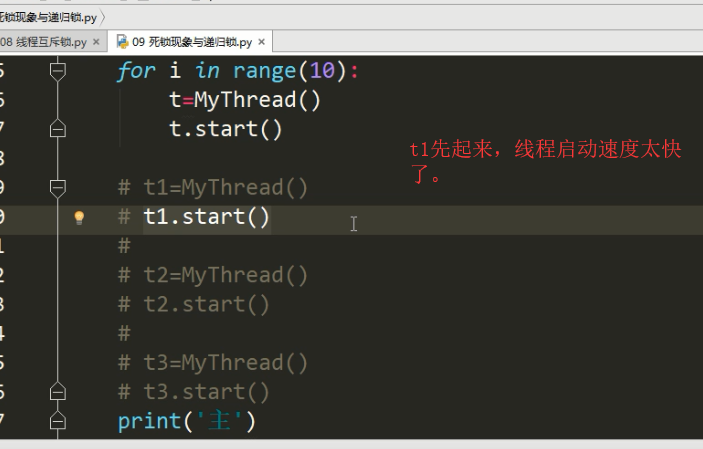 死锁现象与递归锁.py
08 线程互斥锁.py ×
09 死锁现象与递归锁.py ×
5 for i in range(10):
6 t=MyThread()
7 t.start()
8
9 # t1=MyThread()
0 # t1.start()
1 #
2 # t2=MyThread()
3 # t2.start()
4 #
5 # t3=MyThread()
6 # t3.start()
7 print('主')
t1先起来，线程启动速度太快
了。